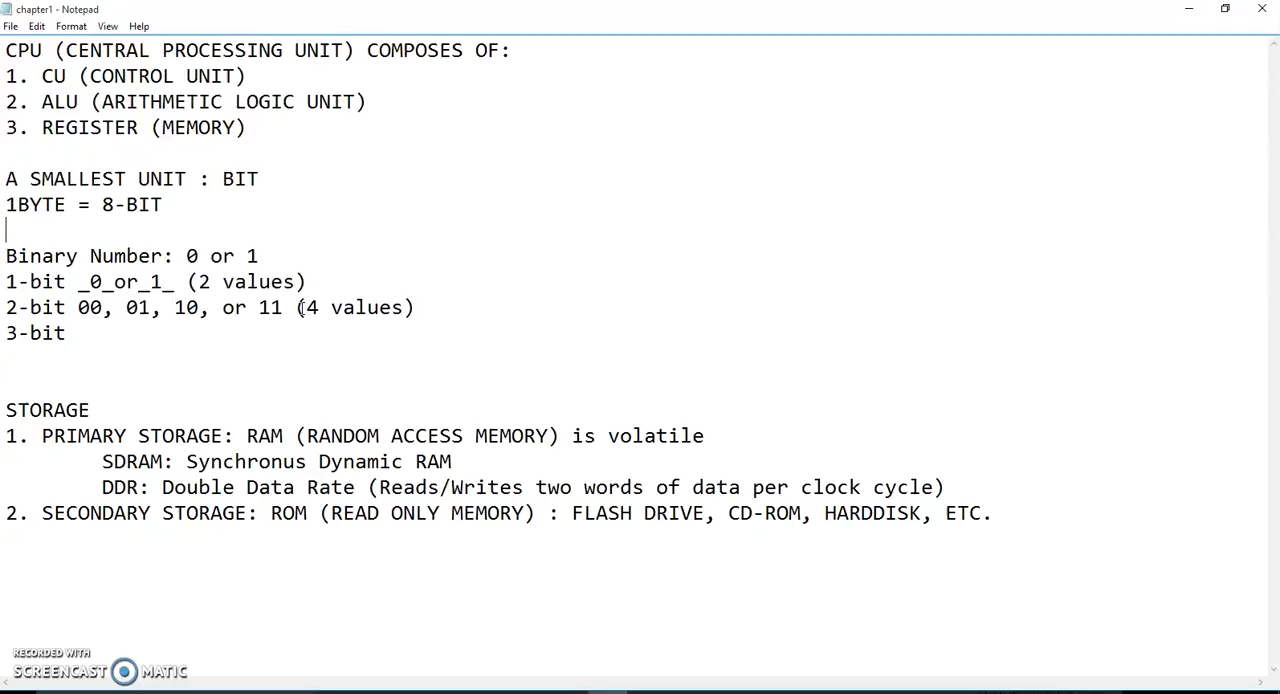 chapter1 - Notepad
File Edit Format View Help
CPU (CENTRAL PROCESSING UNIT) COMPOSES OF:
1. CU (CONTROL UNIT)
2. ALU (ARITHMETIC LOGIC UNIT)
3. REGISTER (MEMORY)
A SMALLEST UNIT : BIT
1BYTE = 8-BIT
Binary Number: 0 or 1
1-bit _0_or_1_ (2 values)
2-bit 00, 01, 10, or 11 (4 values)
3-bit
STORAGE
1. PRIMARY STORAGE: RAM (RANDOM ACCESS MEMORY) is volatile
SDRAM: Synchronus Dynamic RAM
DDR: Double Data Rate (Reads/Writes two words of data per clock cycle)
2. SECONDARY STORAGE: ROM (READ ONLY MEMORY) : FLASH DRIVE, CD-ROM, HARDDISK, ETC.
RECORDED WITH
SCREENCAST MATIC